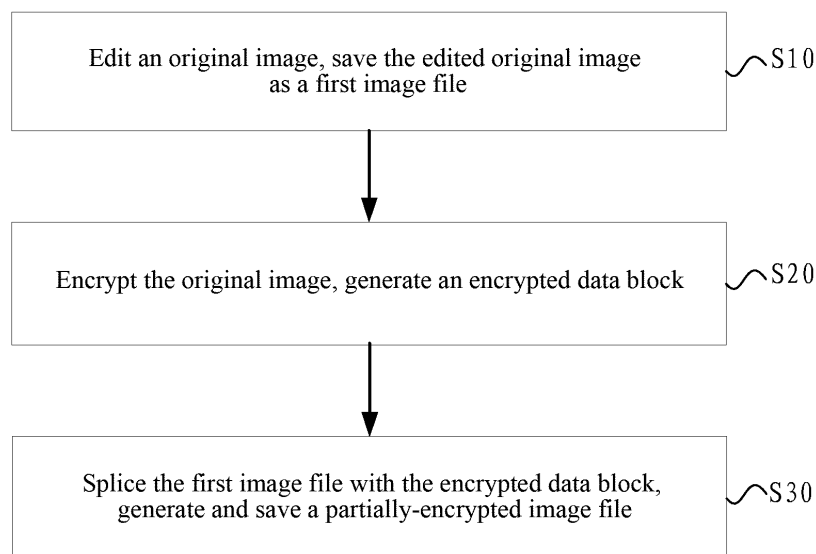 Edit an original image, save the edited original image
as a first image file
S10
Encrypt the original image, generate an encrypted data block
S20
Splice the first image file with the encrypted data block,
generate and save a partially-encrypted image file
S30